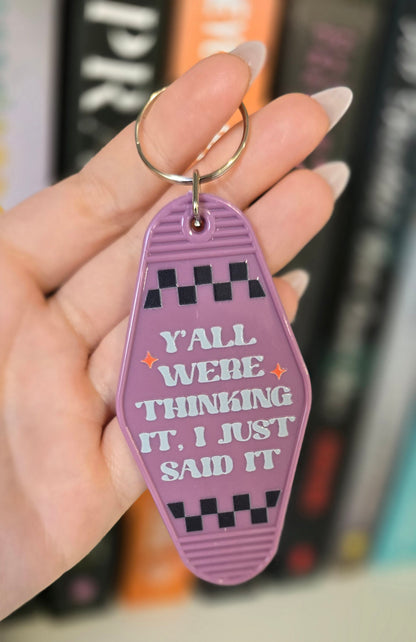 Y'ALL
WERE
THINKING
IT, I JUST
SAID IT